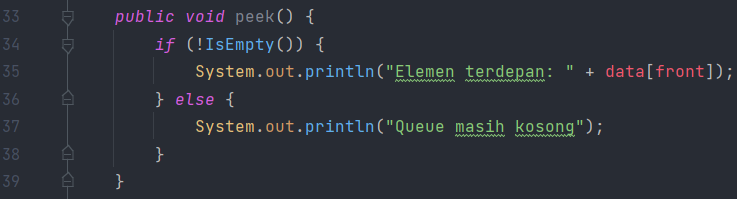 33 public void peek() {
34 if (!IsEmpty()) {
35 System.out.println("Elemen terdepan: " + data[front]);
36 } else {
37 System.out.println("Queue masih kosong");
38 }
39 }